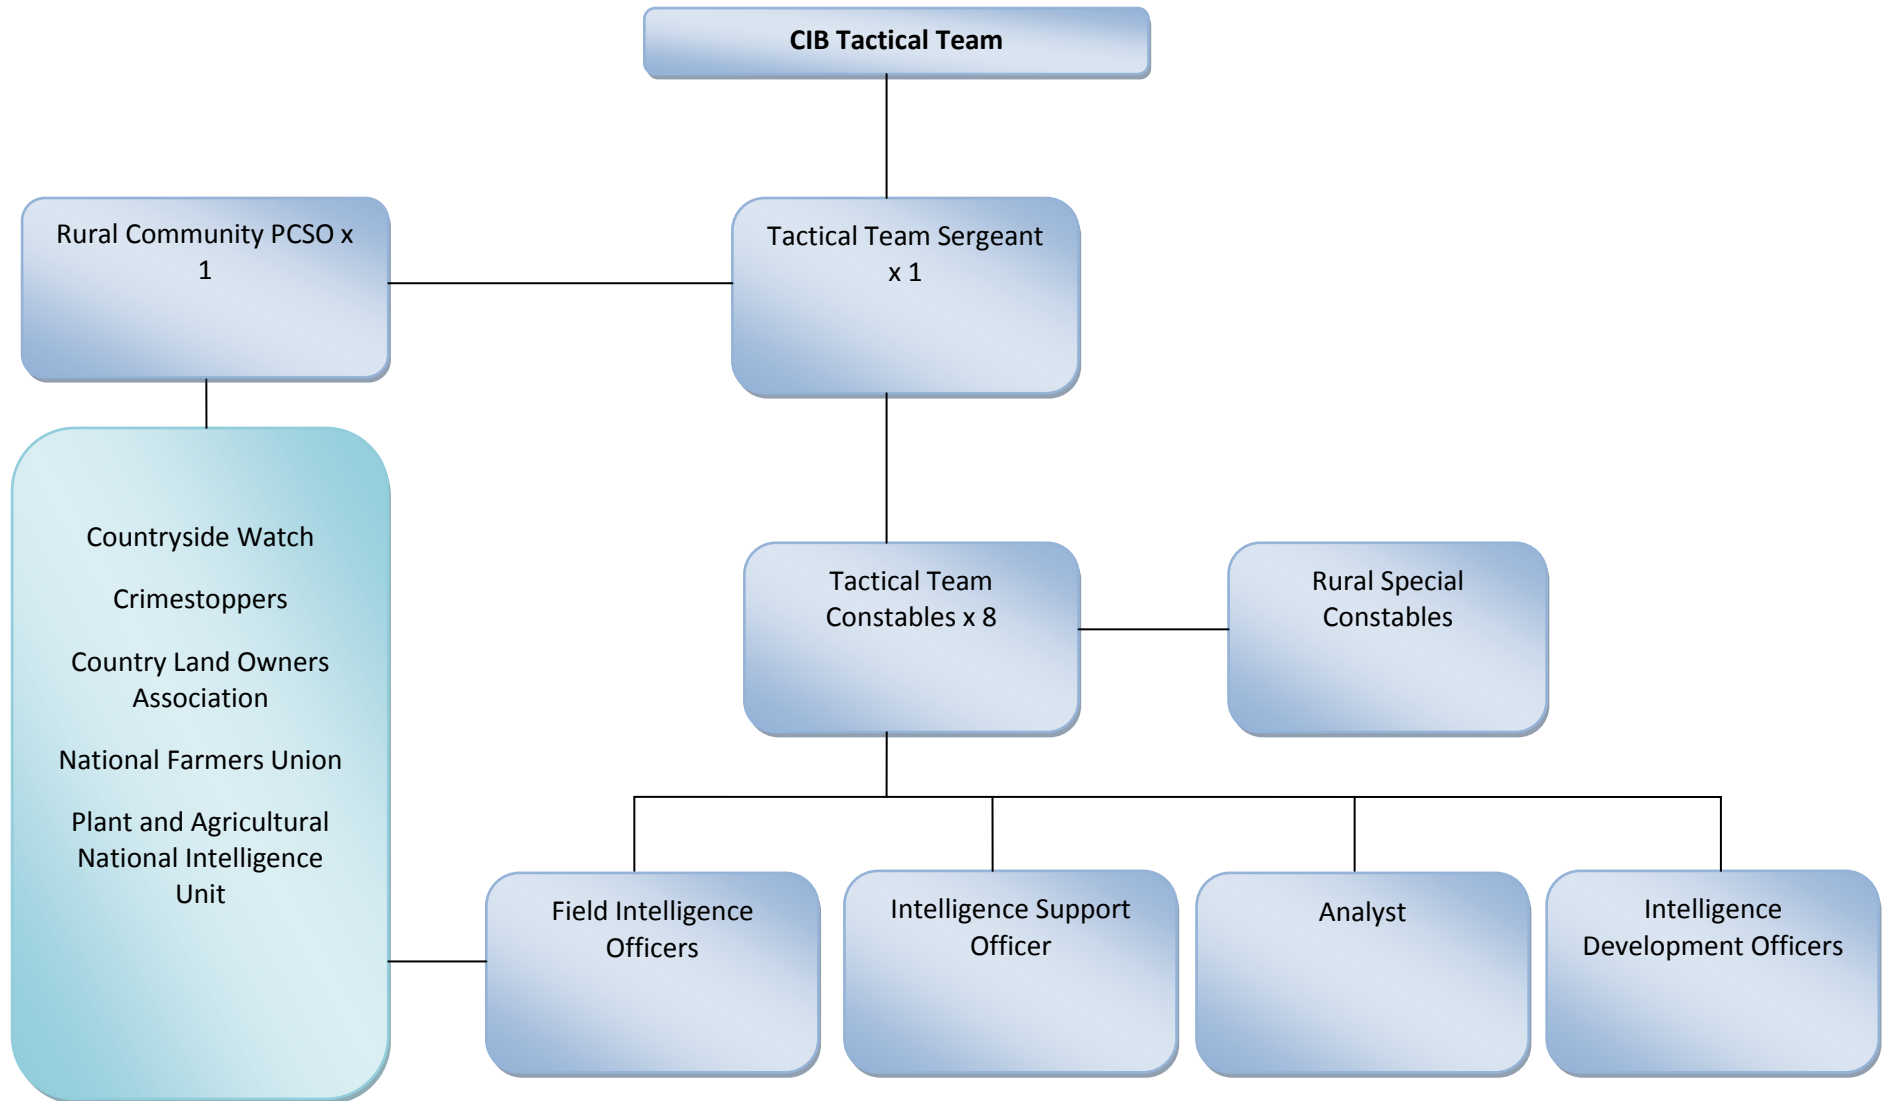 CIB Tactical Team
Rural Community PCSO x
1
Tactical Team Sergeant
x 1
Countryside Watch
Crimestoppers
Country Land Owners
Association
National Farmers Union
Plant and Agricultural
National Intelligence
Unit
Tactical Team
Constables x 8
Rural Special
Constables
Field Intelligence
Officers
Intelligence Support
Officer
Analyst
Intelligence
Development Officers